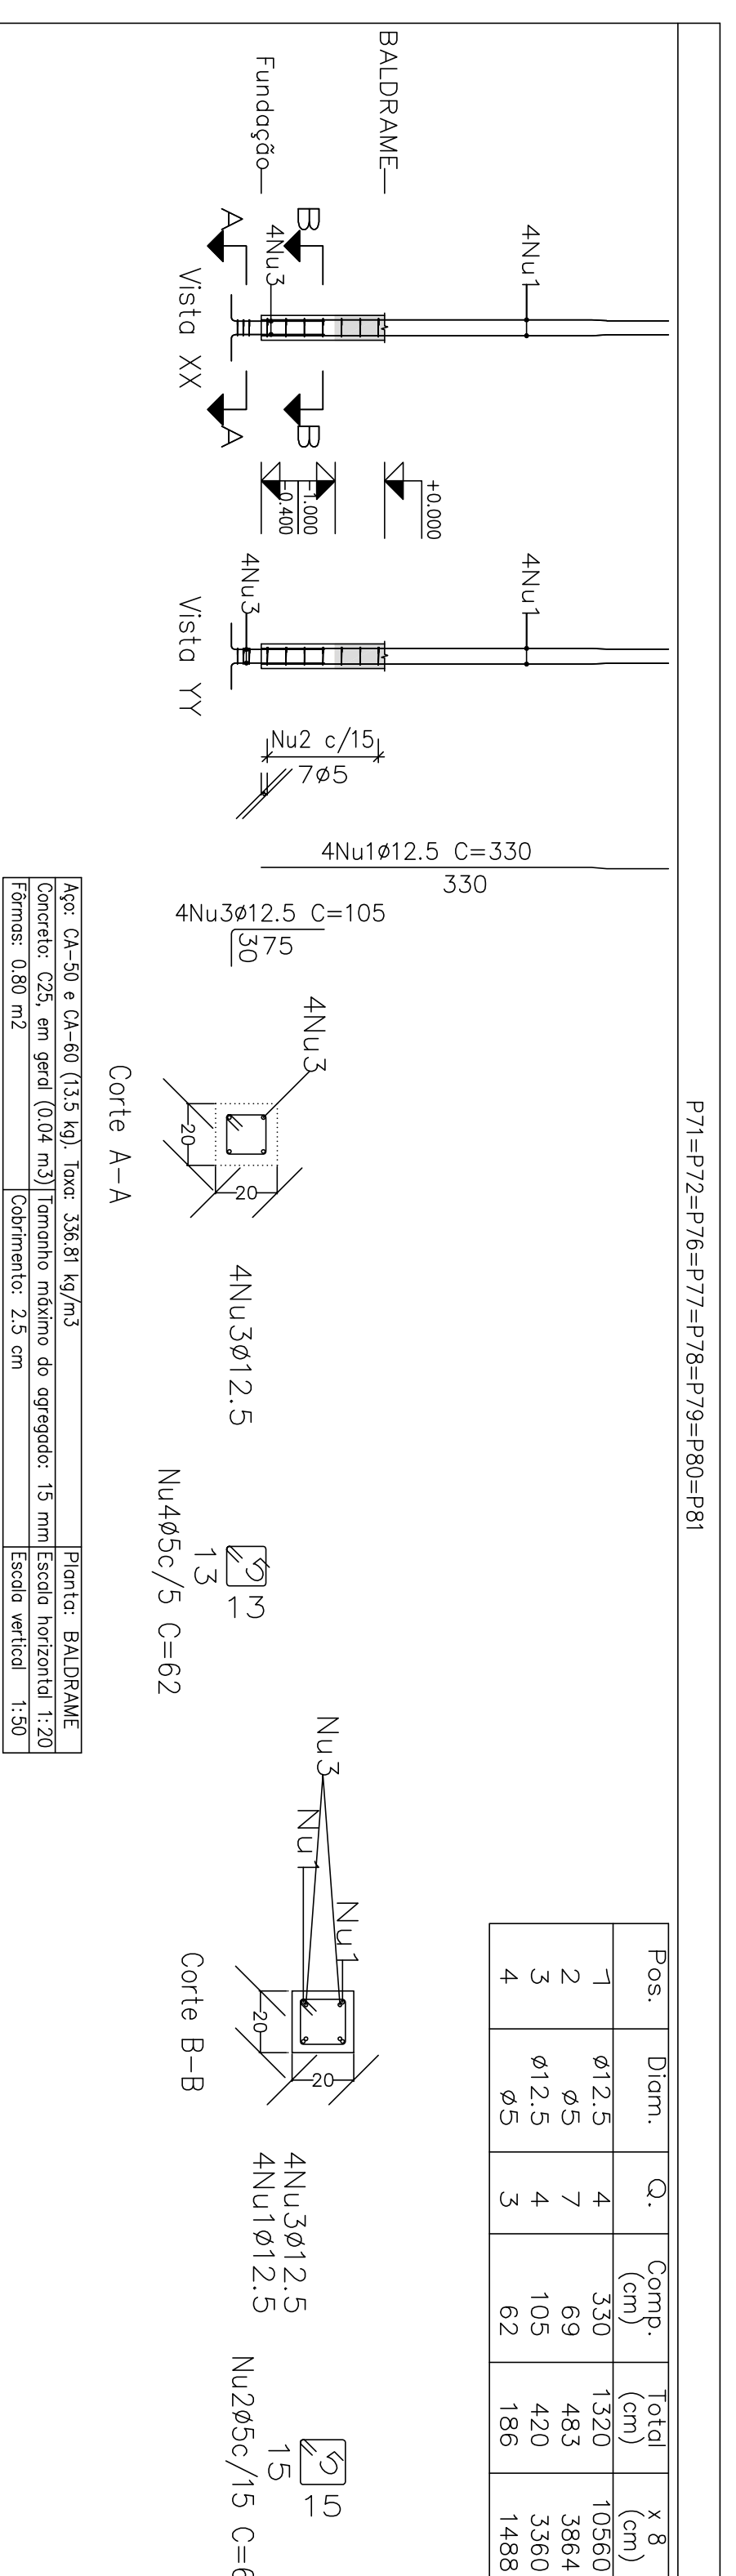 P71=P72=P76=P77=P78=P79=P80=P81
BALDRAME
Fundação
4Nu1
4Nu3
A
A
B
B
Vista XX
+0.000
-1.000
-0.400
4Nu1
4Nu3
Vista YY
Nu2 c/15
7ø5
4Nu1ø12.5 C=330
330
4Nu3ø12.5 C=105
30
75
4Nu3
20
20
Corte A-A
4Nu3ø12.5
5
13
13
Nu4ø5c/5 C=62
Nu3
Nu1
Nu1
20
20
Corte B-B
4Nu3ø12.5
4Nu1ø12.5
5
15
15
Nu2ø5c/15 C=6
Pos. Diam. Q. Comp. (cm) Total (cm) x 8 (cm)
1 ø12.5 4 330 1320 10560
2 ø5 7 69 483 3864
3 ø12.5 4 105 420 3360
4 ø5 3 62 186 1488
Aço: CA-50 e CA-60 (13.5 kg). Taxa: 336.81 kg/m3 Planta: BALDRAME
Concreto: C25, em geral (0.04 m3) Tamanho máximo do agregado: 15 mm Escala horizontal 1:20
Fôrmas: 0.80 m2 Cobrimento: 2.5 cm Escala vertical 1:50